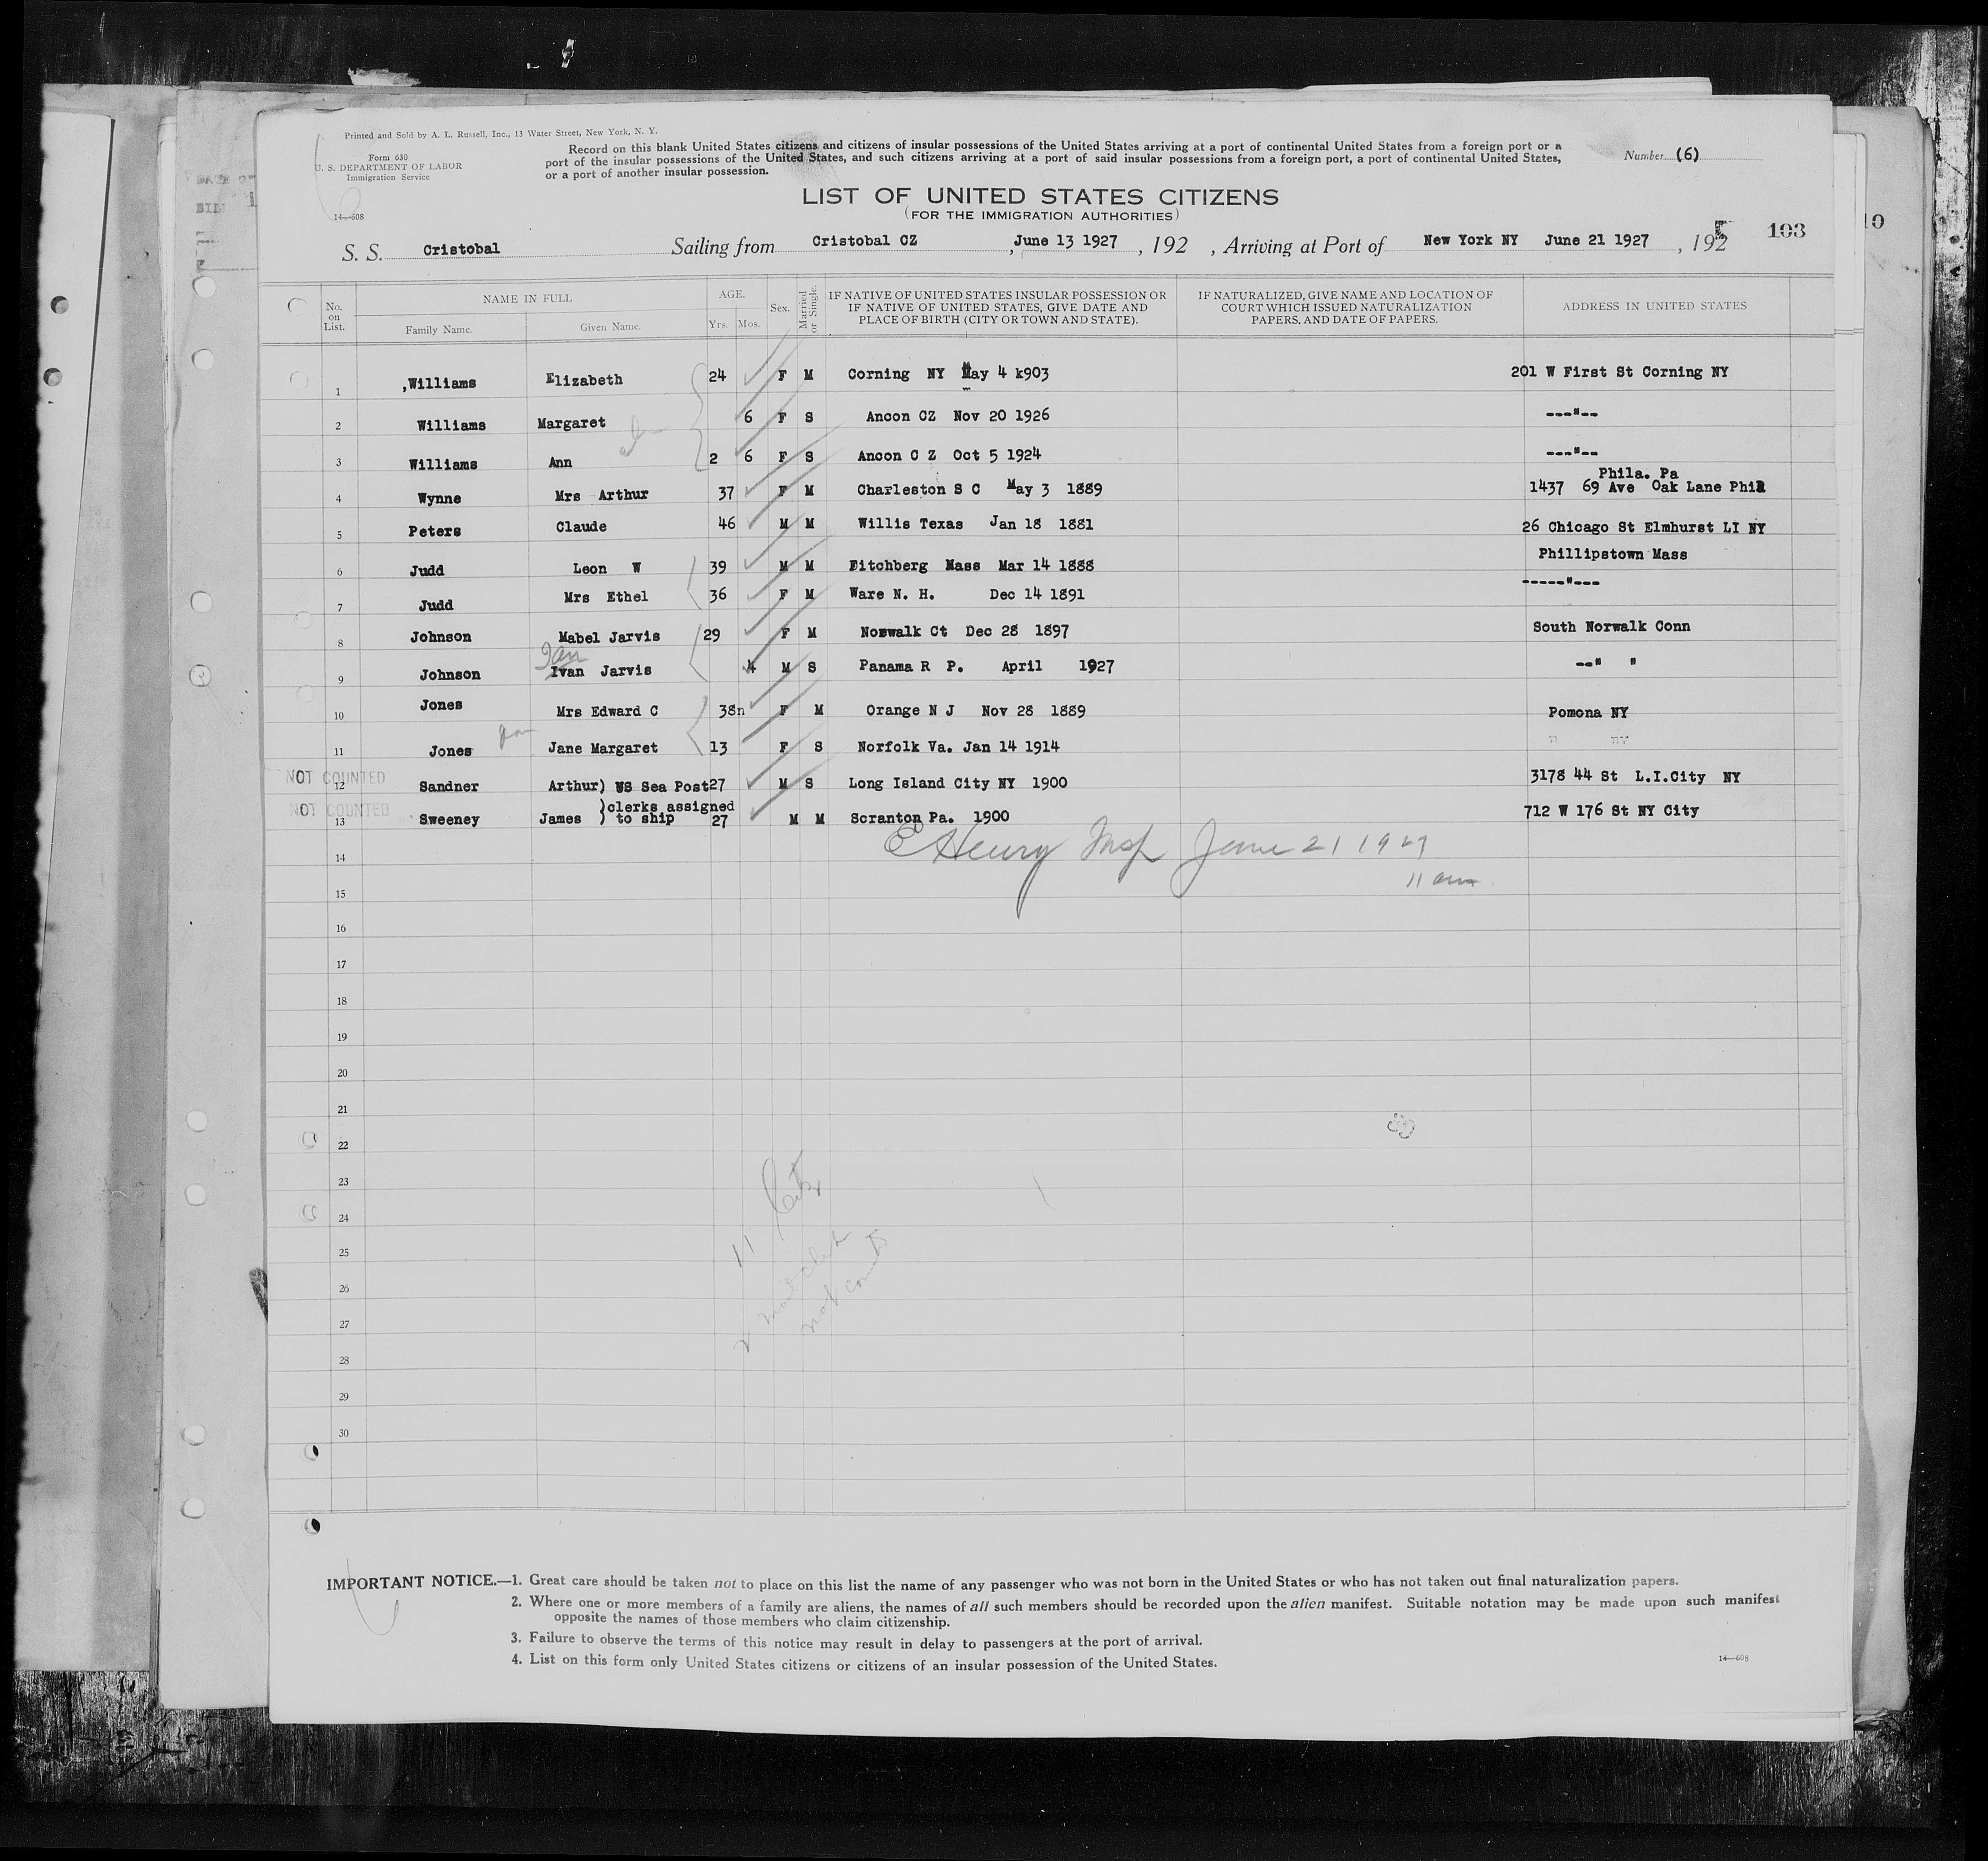 Printed and Sold by A. L. Russell, Inc., 13 Water Street, New York, N. Y.
Form 630
U. S. DEPARTMENT OF LABOR
Immigration Service
14—608
Record on this blank United States citizens and citizens of insular possessions of the United States arriving at a port of continental United States from a foreign port or a
port of the insular possessions of the United States, and such citizens arriving at a port of said insular possessions from a foreign port, a port of continental United States,
or a port of another insular possession.
Number (6)
LIST OF UNITED STATES CITIZENS
(FOR THE IMMIGRATION AUTHORITIES)
S. S. Cristobal Sailing from Cristobal CZ , June 13 1927 , 192 , Arriving at Port of New York NY June 21 1927 , 192 103
10
No. on List. NAME IN FULL Family Name. Given Name. AGE. Yrs. Mos. Sex. Married or Single. IF NATIVE OF UNITED STATES INSULAR POSSESSION OR IF NATIVE OF UNITED STATES, GIVE DATE AND PLACE OF BIRTH (CITY OR TOWN AND STATE). IF NATURALIZED, GIVE NAME AND LOCATION OF COURT WHICH ISSUED NATURALIZATION PAPERS, AND DATE OF PAPERS. ADDRESS IN UNITED STATES
1 ,Williams Elizabeth 24 F M Corning NY May 4 k903 201 W First St Corning NY
2 Williams Margaret 6 F S Ancon CZ Nov 20 1926 ---"--
3 Williams Ann 2 6 F S Ancon C Z Oct 5 1924 ---"--
Phila. Pa
4 Wynne Mrs Arthur 37 F M Charleston S C May 3 1889 1437 69 Ave Oak Lane Phila
5 Peters Claude 46 M M Willis Texas Jan 18 1881 26 Chicago St Elmhurst LI NY
6 Judd Leon W 39 M M Fitchberg Mass Mar 14 1888 Phillipstown Mass
7 Judd Mrs Ethel 36 F M Ware N. H. Dec 14 1891 -----"---
8 Johnson Mabel Jarvis 29 F M Norwalk Ct Dec 28 1897 South Norwalk Conn
Ian
9 Johnson Ivan Jarvis 4 M S Panama R P. April 1927 --" "
10 Jones Mrs Edward C 38n F M Orange N J Nov 28 1889 Pomona NY
11 Jones Jane Margaret 13 F S Norfolk Va. Jan 14 1914 " NY
NOT COUNTED 12 Sandner Arthur) US Sea Post 27 M S Long Island City NY 1900 3178 44 St L.I.City NY
)clerks assigned
NOT COUNTED 13 Sweeney James ) to ship 27 M M Scranton Pa. 1900 712 W 176 St NY City
E Henry Insp June 21 1927
11 am
14
15
16
17
18
19
20
21
22
23
24
25
26
27
28
29
30
IMPORTANT NOTICE.—1. Great care should be taken not to place on this list the name of any passenger who was not born in the United States or who has not taken out final naturalization papers.
2. Where one or more members of a family are aliens, the names of all such members should be recorded upon the alien manifest. Suitable notation may be made upon such manifest
opposite the names of those members who claim citizenship.
3. Failure to observe the terms of this notice may result in delay to passengers at the port of arrival.
4. List on this form only United States citizens or citizens of an insular possession of the United States.
14—608